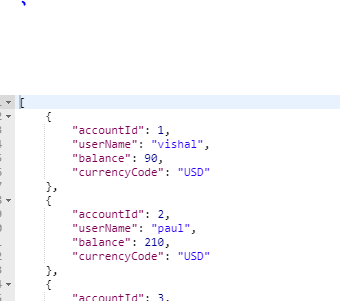 [
{
"accountId": 1,
"userName": "vishal",
"balance": 90,
"currencyCode": "USD"
},
{
"accountId": 2,
"userName": "paul",
"balance": 210,
"currencyCode": "USD"
},
{
"accountId": 3,